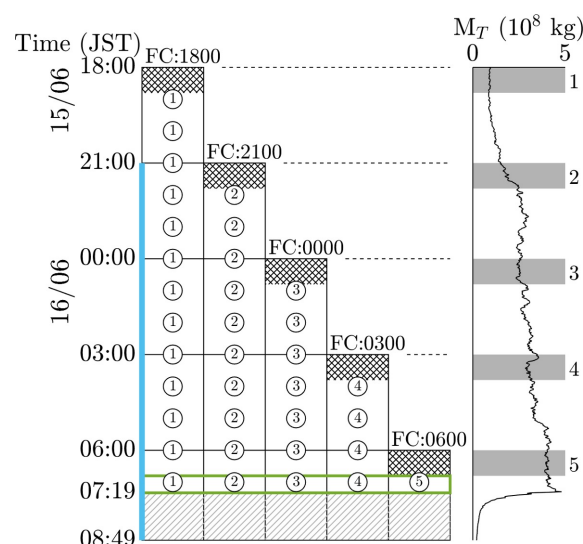 Time (JST)
M_T (10^8 kg)
FC:1800
0 5
18:00
1
15/06
① 
①
21:00 ① FC:2100
2
① ②
① ②
00:00 ① ② FC:0000
3
16/06
① ② ③
① ② ③
03:00 ① ② ③ FC:0300
4
① ② ③ ④
① ② ③ ④
06:00 ① ② ③ ④ FC:0600
5
① ② ③ ④ ⑤
07:19
08:49